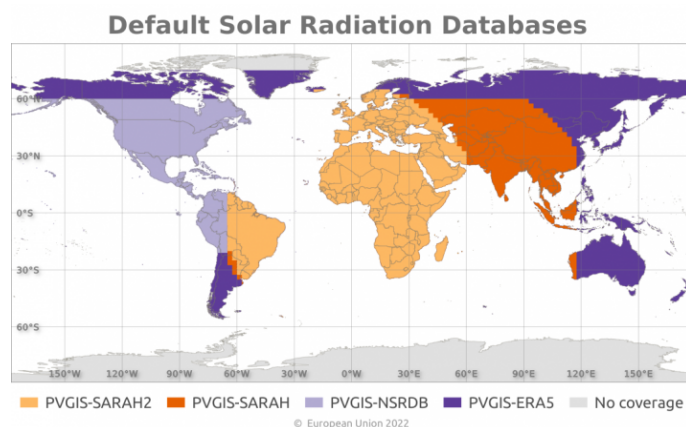 Default Solar Radiation Databases
60°N
30°N
0°S
30°S
60°S
150°W 120°W 90°W 60°W 30°W 0°W 30°E 60°E 90°E 120°E 150°E
PVGIS-SARAH2 PVGIS-SARAH PVGIS-NSRDB PVGIS-ERA5 No coverage
© European Union 2022